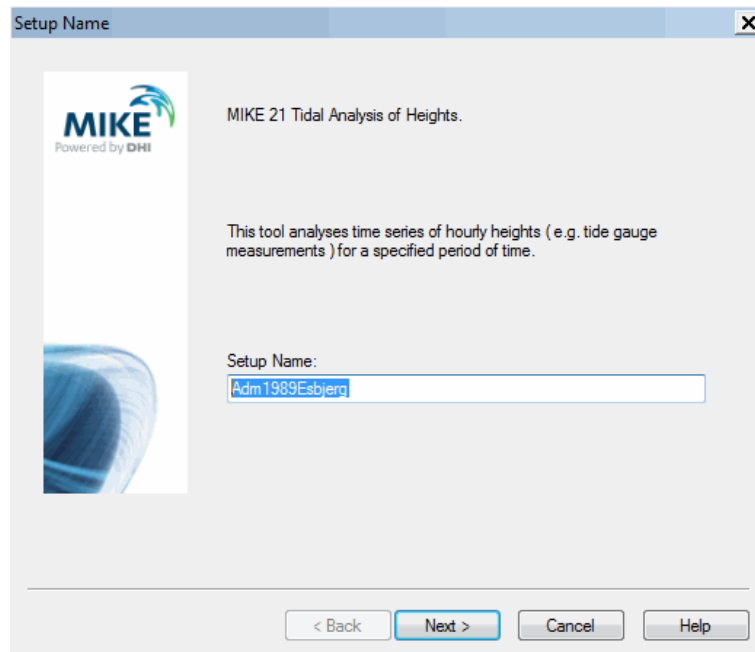 Setup Name
MIKE
Powered by DHI
MIKE 21 Tidal Analysis of Heights.
This tool analyses time series of hourly heights ( e.g. tide gauge
measurements ) for a specified period of time.
Setup Name:
Adm1989Esbjerg
< Back
Next >
Cancel
Help